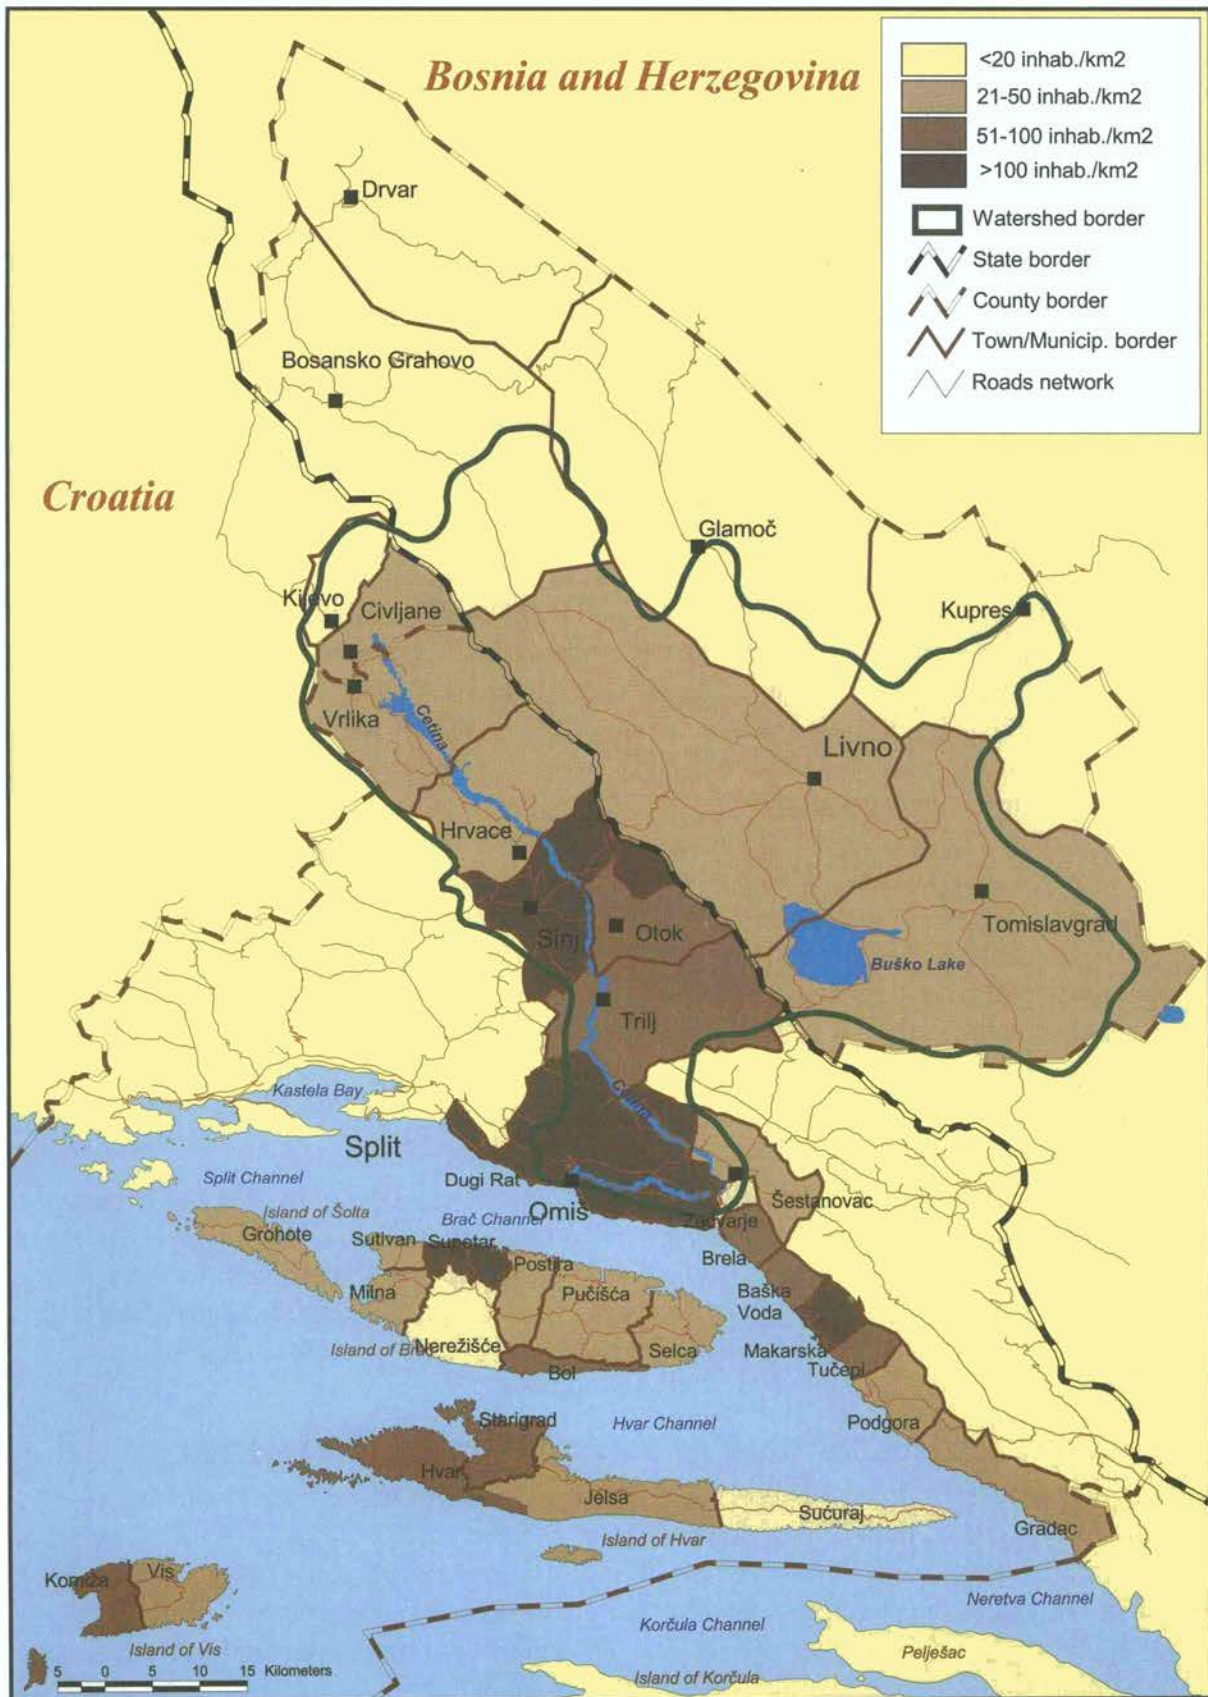 Bosnia and Herzegovina
<20 inhab./km2
21-50 inhab./km2
51-100 inhab./km2
>100 inhab./km2
Watershed border
State border
County border
Town/Municip. border
Roads network
Drvar
Bosansko Grahovo
Croatia
Glamoč
Kupres
Kijevo
Civljane
Vrlika
Cetina
Livno
Hrvace
Sinj
Otok
Tomislavgrad
Buško Lake
Trilj
Kastela Bay
Cetina
Split
Split Channel
Dugi Rat
Omiš
Šestanovac
Zadvarje
Island of Šolta
Grohote
Brač Channel
Sutivan
Supetar
Postira
Brela
Milna
Pučišća
Baška
Voda
Island of Brač
Nerežišće
Selca
Makarska
Bol
Tučepi
Starigrad
Hvar Channel
Podgora
Hvar
Jelsa
Sućuraj
Gradac
Island of Hvar
Komiža
Vis
Neretva Channel
Korčula Channel
Island of Vis
Pelješac
5 0 5 10 15 Kilometers
Island of Korčula